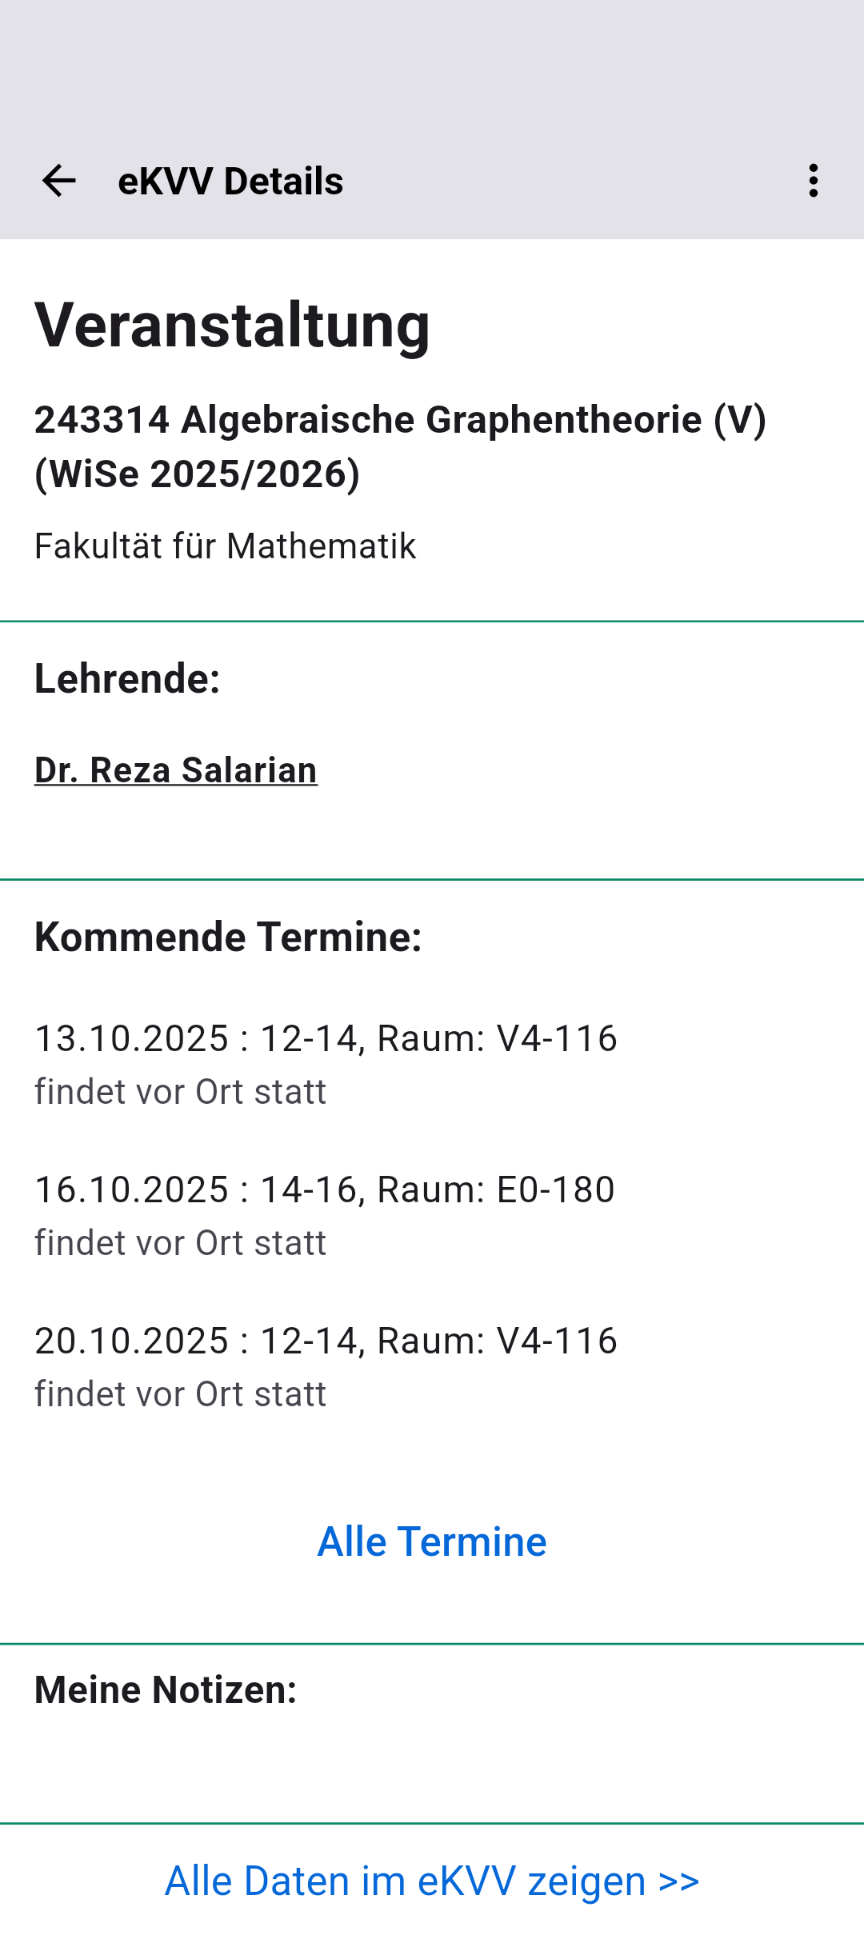 eKVV Details
Veranstaltung
243314 Algebraische Graphentheorie (V)
(WiSe 2025/2026)
Fakultät für Mathematik
Lehrende:
Dr. Reza Salarian
Kommende Termine:
13.10.2025 : 12-14, Raum: V4-116
findet vor Ort statt
16.10.2025 : 14-16, Raum: E0-180
findet vor Ort statt
20.10.2025 : 12-14, Raum: V4-116
findet vor Ort statt
Alle Termine
Meine Notizen:
Alle Daten im eKVV zeigen >>